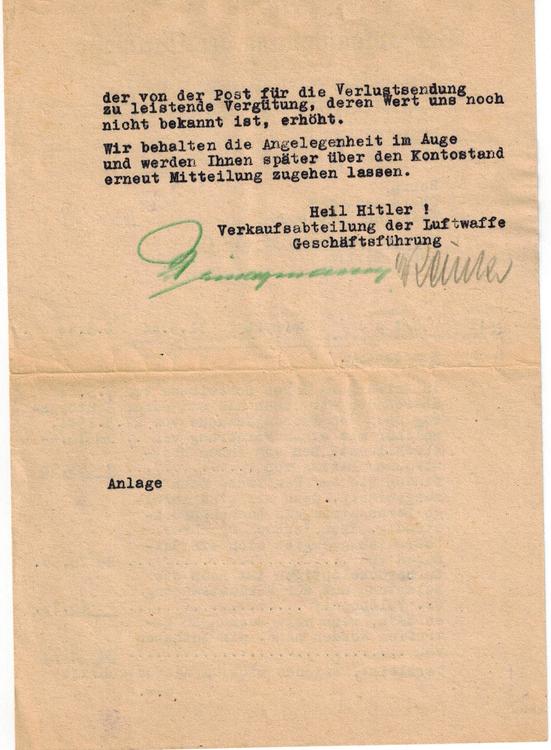 der von der Post für die Verlustsendung
zu leistende Vergütung, deren Wert uns noch
nicht bekannt ist, erhöht.
Wir behalten die Angelegenheit im Auge
und werden Ihnen später über den Kontostand
erneut Mitteilung zugehen lassen.
Heil Hitler !
Verkaufsabteilung der Luftwaffe
Geschäftsführung
Anlage